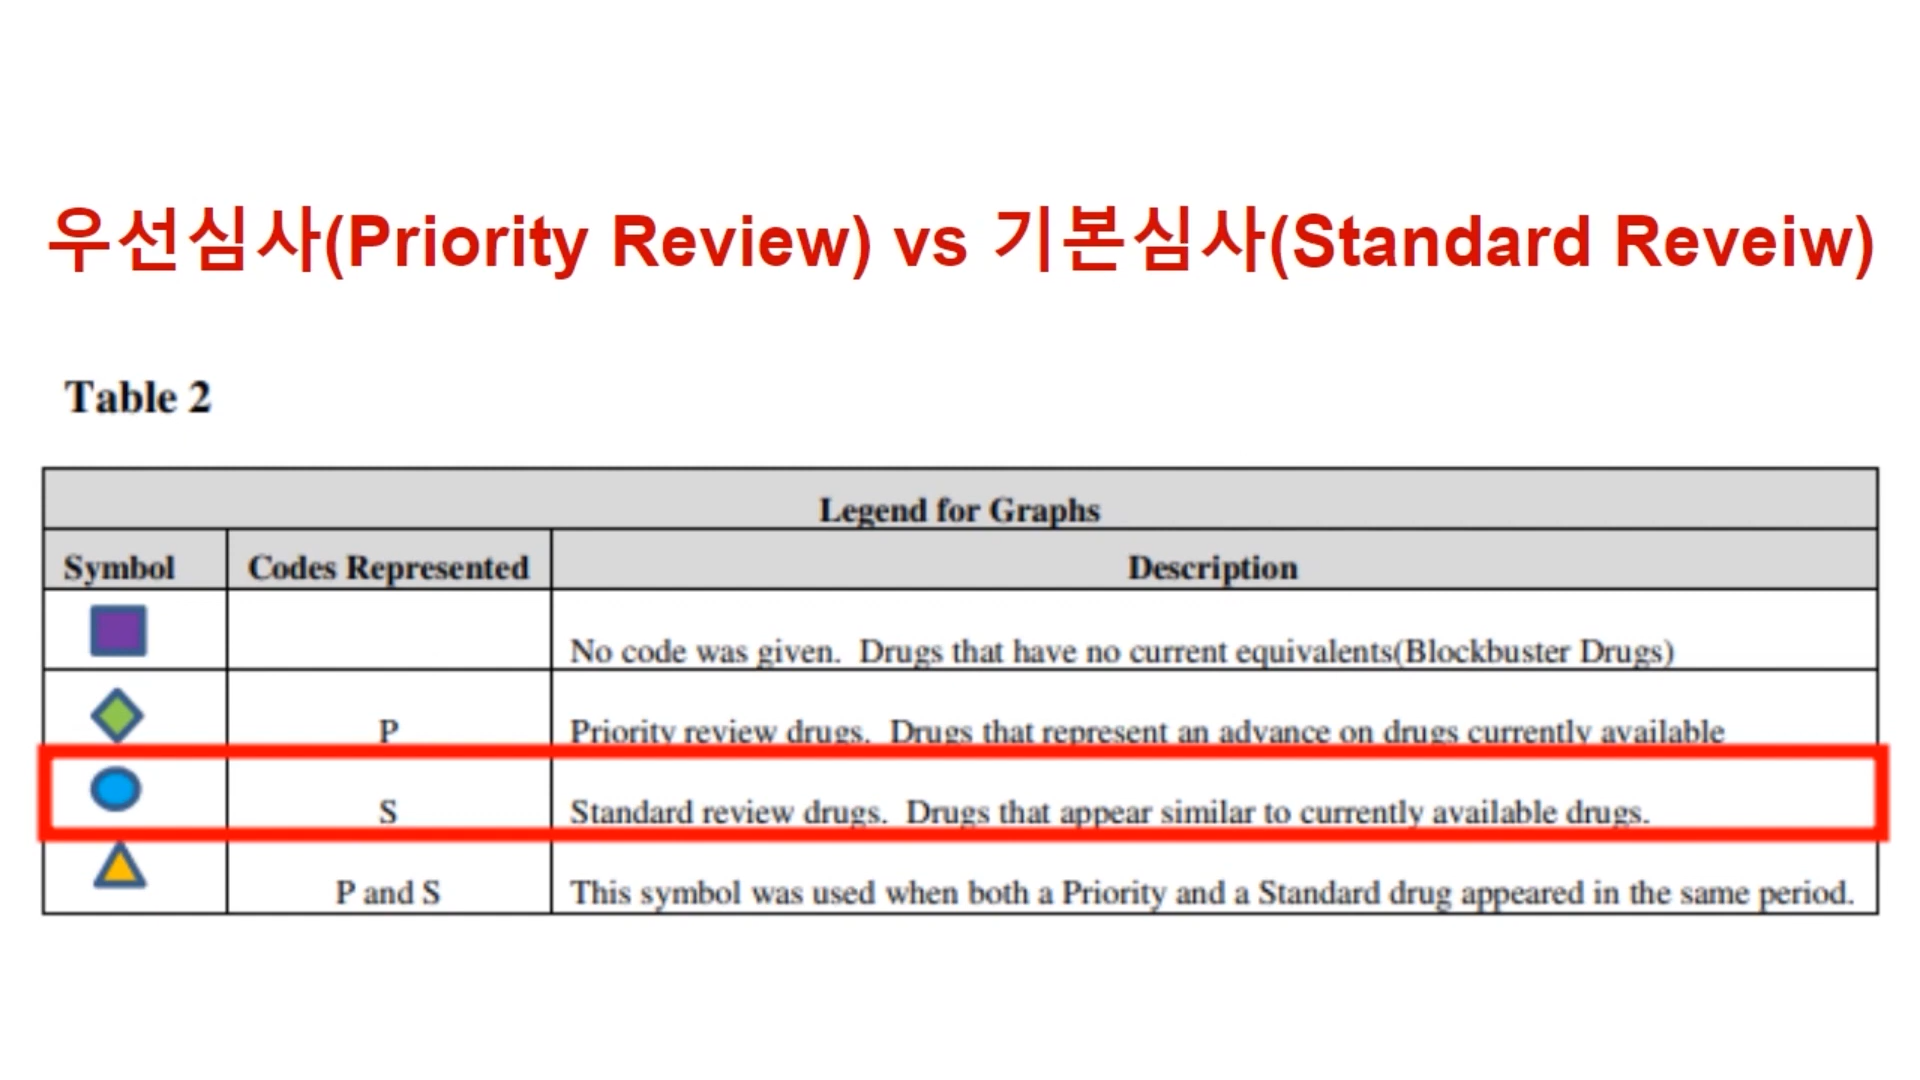 우선심사(Priority Review) vs 기본심사(Standard Reveiw)
Table 2
Legend for Graphs
Symbol Codes Represented Description
No code was given. Drugs that have no current equivalents(Blockbuster Drugs)
P Priority review drugs. Drugs that represent an advance on drugs currently available
S Standard review drugs. Drugs that appear similar to currently available drugs.
P and S This symbol was used when both a Priority and a Standard drug appeared in the same period.